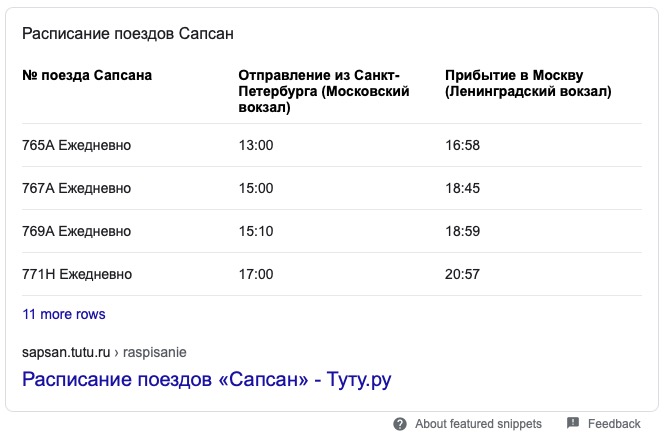 Расписание поездов Сапсан
№ поезда Сапсана
Отправление из Санкт-
Петербурга (Московский
вокзал)
Прибытие в Москву
(Ленинградский вокзал)
765А Ежедневно 13:00 16:58
767А Ежедневно 15:00 18:45
769А Ежедневно 15:10 18:59
771Н Ежедневно 17:00 20:57
11 more rows
sapsan.tutu.ru › raspisanie
Расписание поездов «Сапсан» - Туту.ру
About featured snippets Feedback